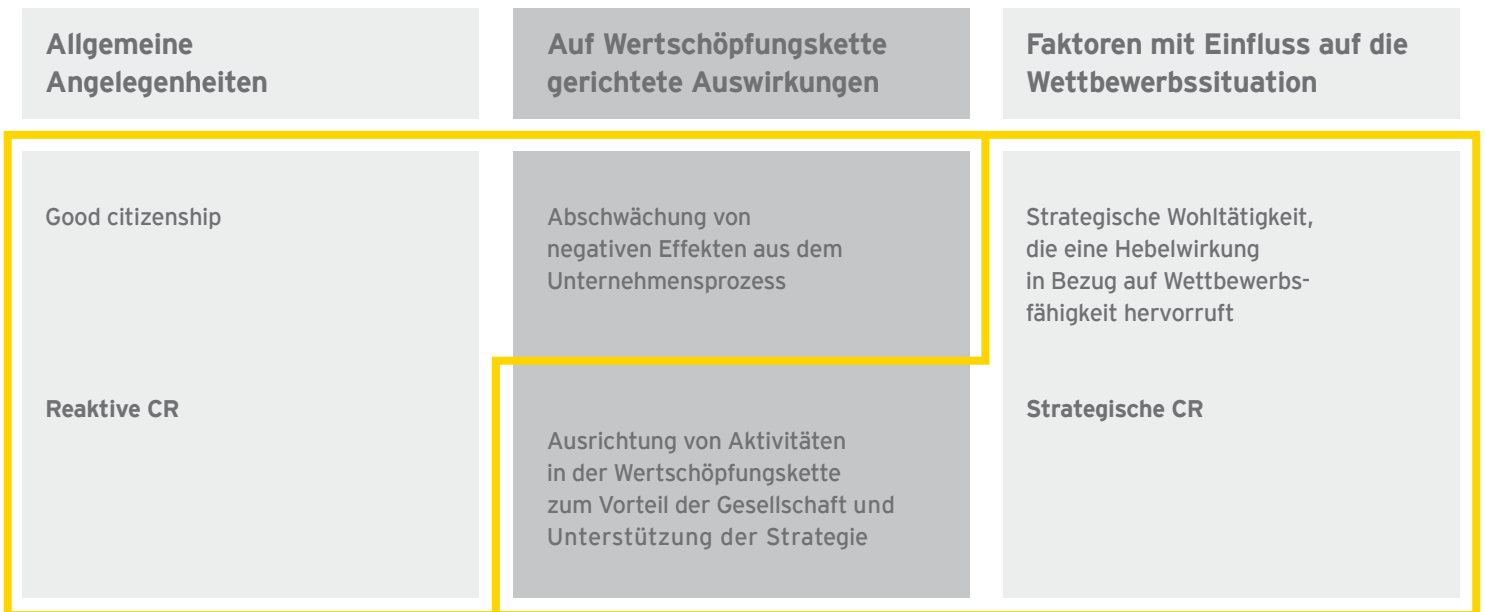 Allgemeine
Angelegenheiten
Auf Wertschöpfungskette
gerichtete Auswirkungen
Faktoren mit Einfluss auf die
Wettbewerbssituation
Good citizenship
Reaktive CR
Abschwächung von
negativen Effekten aus dem
Unternehmensprozess
Ausrichtung von Aktivitäten
in der Wertschöpfungskette
zum Vorteil der Gesellschaft und
Unterstützung der Strategie
Strategische Wohltätigkeit,
die eine Hebelwirkung
in Bezug auf Wettbewerbs-
fähigkeit hervorruft
Strategische CR